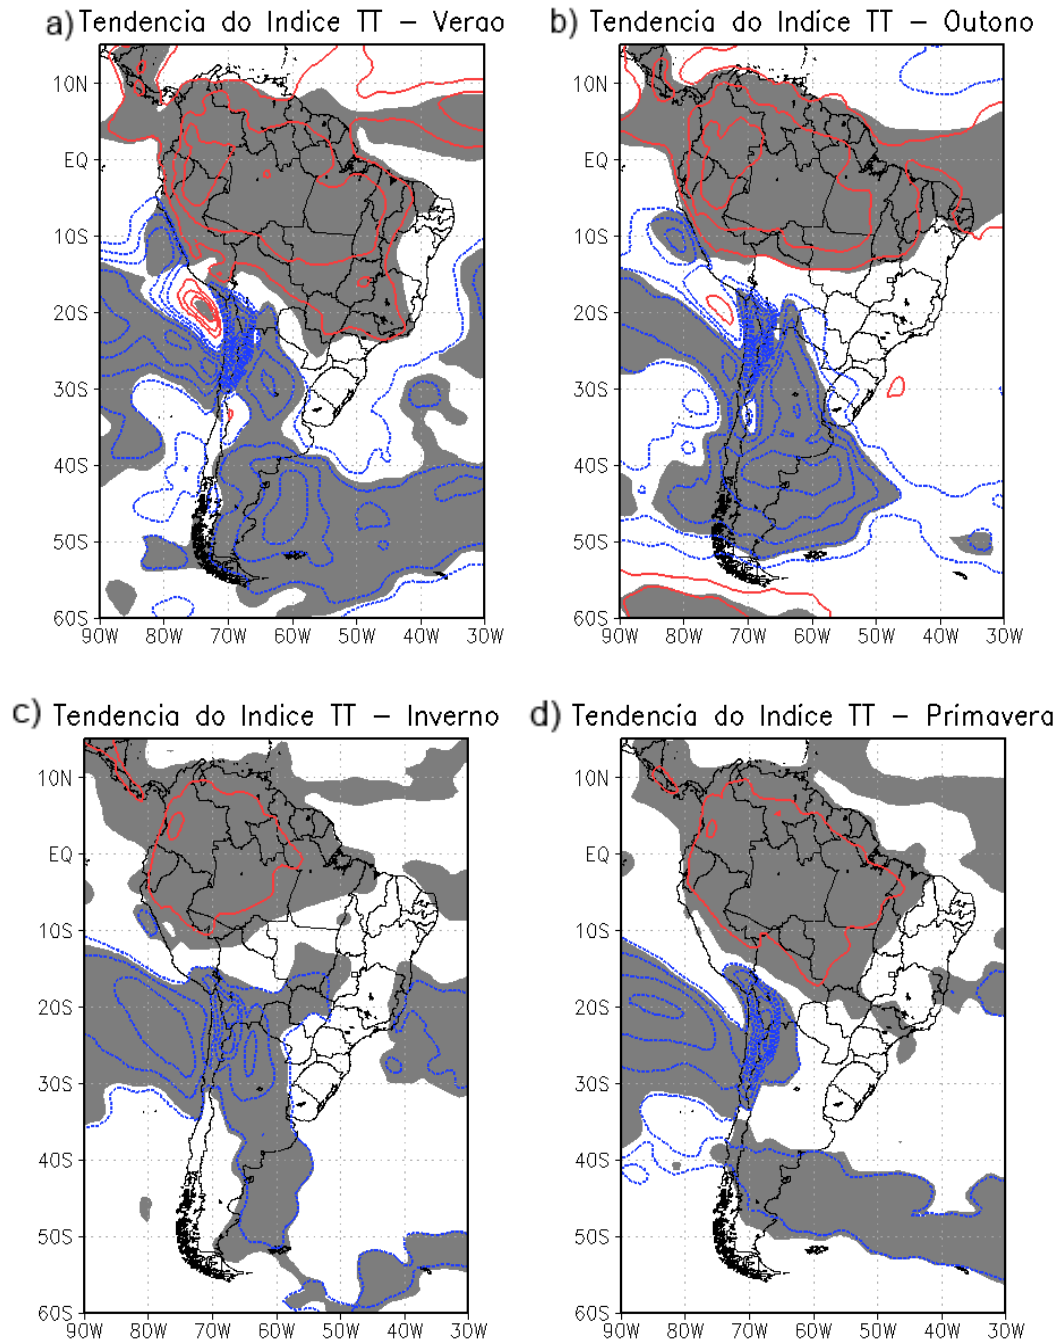 a) Tendencia do Indice TT – Verao
10N
EQ
10S
20S
30S
40S
50S
60S
90W 80W 70W 60W 50W 40W 30W
b) Tendencia do Indice TT – Outono
10N
EQ
10S
20S
30S
40S
50S
60S
90W 80W 70W 60W 50W 40W 30W
c) Tendencia do Indice TT – Inverno
10N
EQ
10S
20S
30S
40S
50S
60S
90W 80W 70W 60W 50W 40W 30W
d) Tendencia do Indice TT – Primavera
10N
EQ
10S
20S
30S
40S
50S
60S
90W 80W 70W 60W 50W 40W 30W